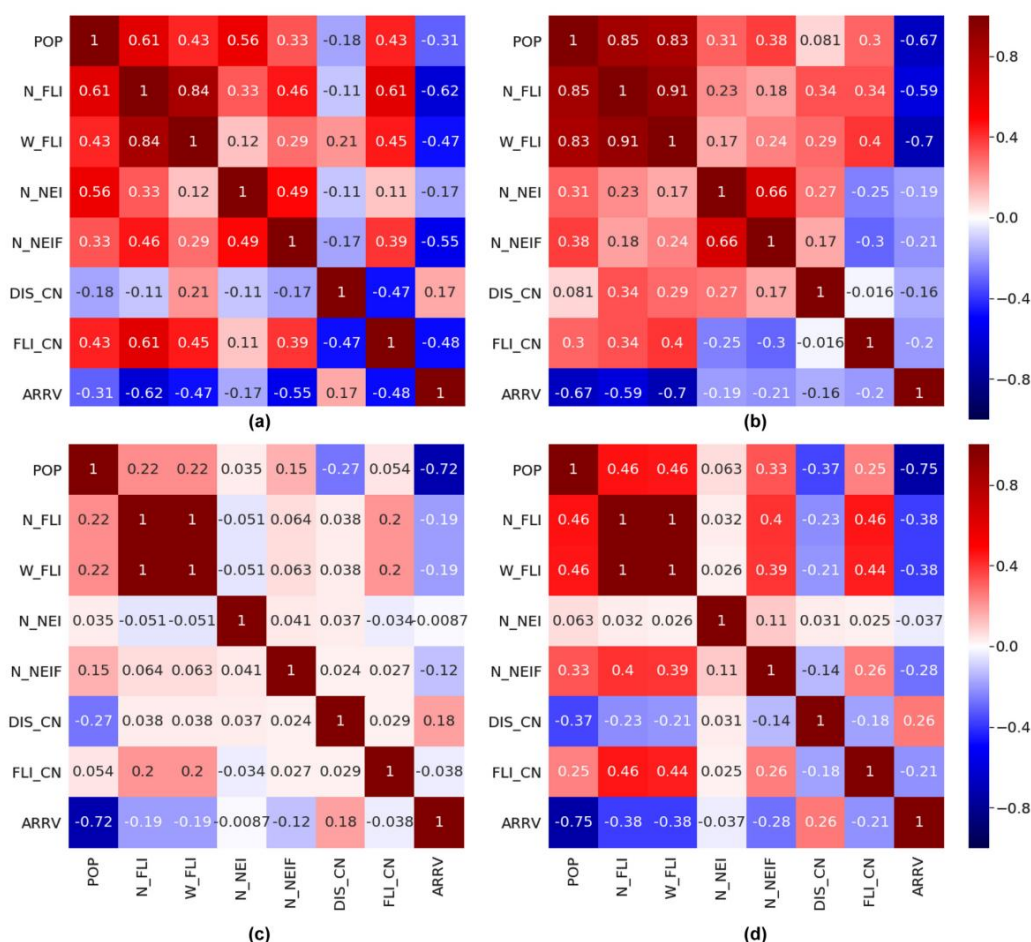 POP 1 0.61 0.43 0.56 0.33 -0.18 0.43 -0.31
N_FLI 0.61 1 0.84 0.33 0.46 -0.11 0.61 -0.62
W_FLI 0.43 0.84 1 0.12 0.29 0.21 0.45 -0.47
N_NEI 0.56 0.33 0.12 1 0.49 -0.11 0.11 -0.17
N_NEIF 0.33 0.46 0.29 0.49 1 -0.17 0.39 -0.55
DIS_CN -0.18 -0.11 0.21 -0.11 -0.17 1 -0.47 0.17
FLI_CN 0.43 0.61 0.45 0.11 0.39 -0.47 1 -0.48
ARRV -0.31 -0.62 -0.47 -0.17 -0.55 0.17 -0.48 1
(a)
POP 1 0.85 0.83 0.31 0.38 0.081 0.3 -0.67
N_FLI 0.85 1 0.91 0.23 0.18 0.34 0.34 -0.59
W_FLI 0.83 0.91 1 0.17 0.24 0.29 0.4 -0.7
N_NEI 0.31 0.23 0.17 1 0.66 0.27 -0.25 -0.19
N_NEIF 0.38 0.18 0.24 0.66 1 0.17 -0.3 -0.21
DIS_CN 0.081 0.34 0.29 0.27 0.17 1 -0.016 -0.16
FLI_CN 0.3 0.34 0.4 -0.25 -0.3 -0.016 1 -0.2
ARRV -0.67 -0.59 -0.7 -0.19 -0.21 -0.16 -0.2 1
(b)
0.8
0.4
-0.0
-0.4
-0.8
POP 1 0.22 0.22 0.035 0.15 -0.27 0.054 -0.72
N_FLI 0.22 1 1 -0.051 0.064 0.038 0.2 -0.19
W_FLI 0.22 1 1 -0.051 0.063 0.038 0.2 -0.19
N_NEI 0.035 -0.051 -0.051 1 0.041 0.037 -0.034 -0.0087
N_NEIF 0.15 0.064 0.063 0.041 1 0.024 0.027 -0.12
DIS_CN -0.27 0.038 0.038 0.037 0.024 1 0.029 0.18
FLI_CN 0.054 0.2 0.2 -0.034 0.027 0.029 1 -0.038
ARRV -0.72 -0.19 -0.19 -0.0087 -0.12 0.18 -0.038 1
POP N_FLI W_FLI N_NEI N_NEIF DIS_CN FLI_CN ARRV
(c)
POP 1 0.46 0.46 0.063 0.33 -0.37 0.25 -0.75
N_FLI 0.46 1 1 0.032 0.4 -0.23 0.46 -0.38
W_FLI 0.46 1 1 0.026 0.39 -0.21 0.44 -0.38
N_NEI 0.063 0.032 0.026 1 0.11 0.031 0.025 -0.037
N_NEIF 0.33 0.4 0.39 0.11 1 -0.14 0.26 -0.28
DIS_CN -0.37 -0.23 -0.21 0.031 -0.14 1 -0.18 0.26
FLI_CN 0.25 0.46 0.44 0.025 0.26 -0.18 1 -0.21
ARRV -0.75 -0.38 -0.38 -0.037 -0.28 0.26 -0.21 1
POP N_FLI W_FLI N_NEI N_NEIF DIS_CN FLI_CN ARRV
(d)
0.8
0.4
-0.0
-0.4
-0.8